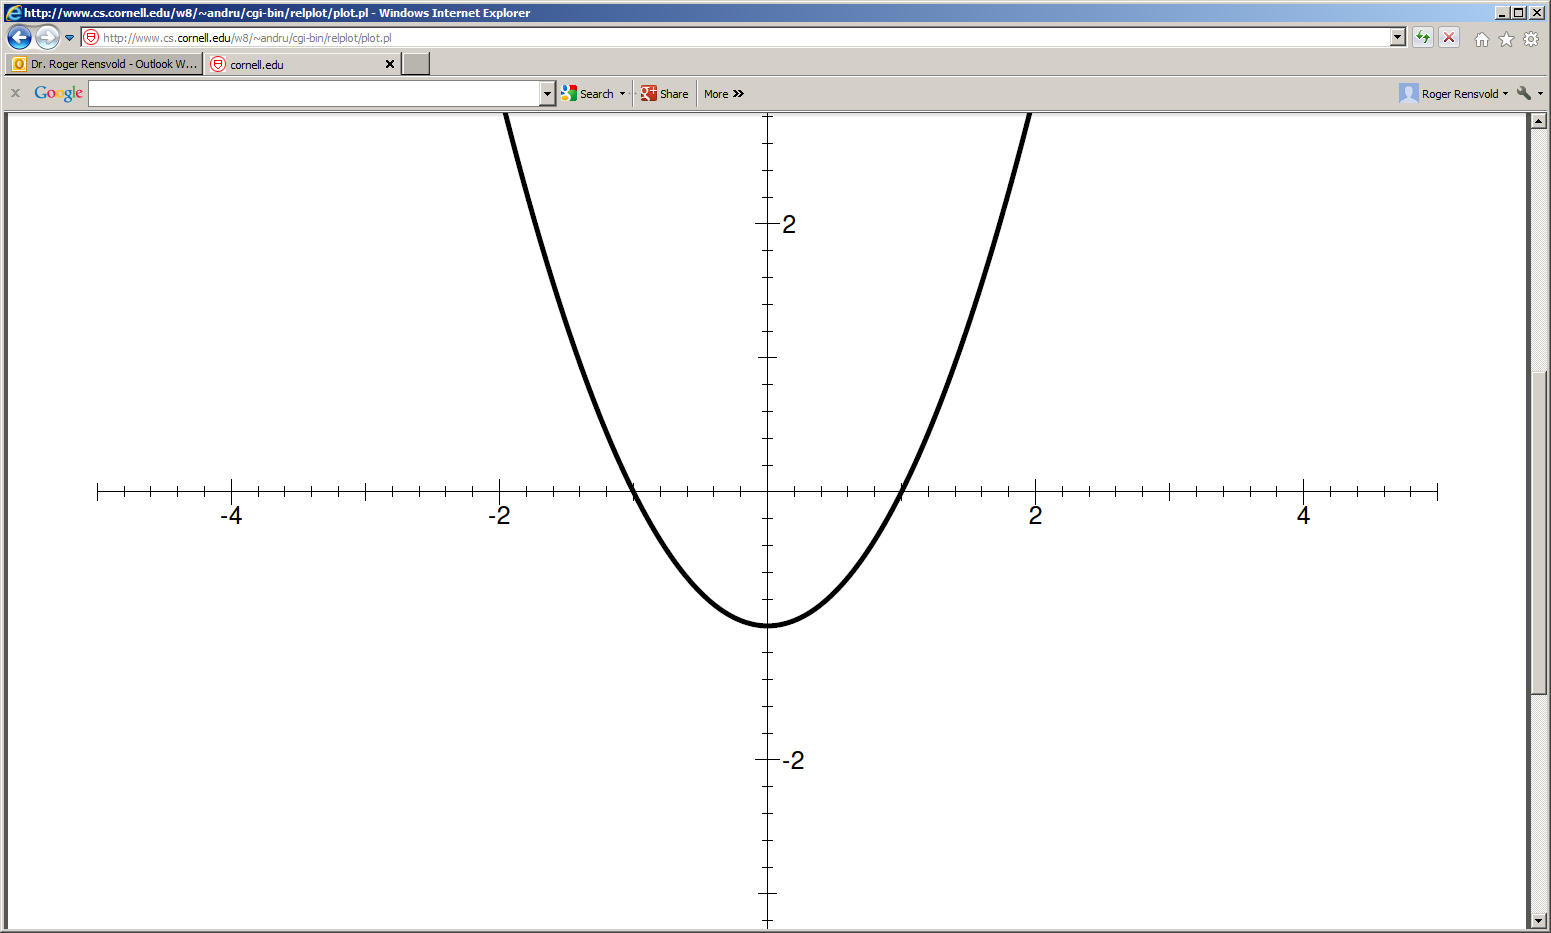 http://www.cs.cornell.edu/w8/~andru/cgi-bin/relplot/plot.pl - Windows Internet Explorer
http://www.cs.cornell.edu/w8/~andru/cgi-bin/relplot/plot.pl
Dr. Roger Rensvold - Outlook W... cornell.edu
x Google Search Share More Roger Rensvold
2
-4 -2 2 4
-2